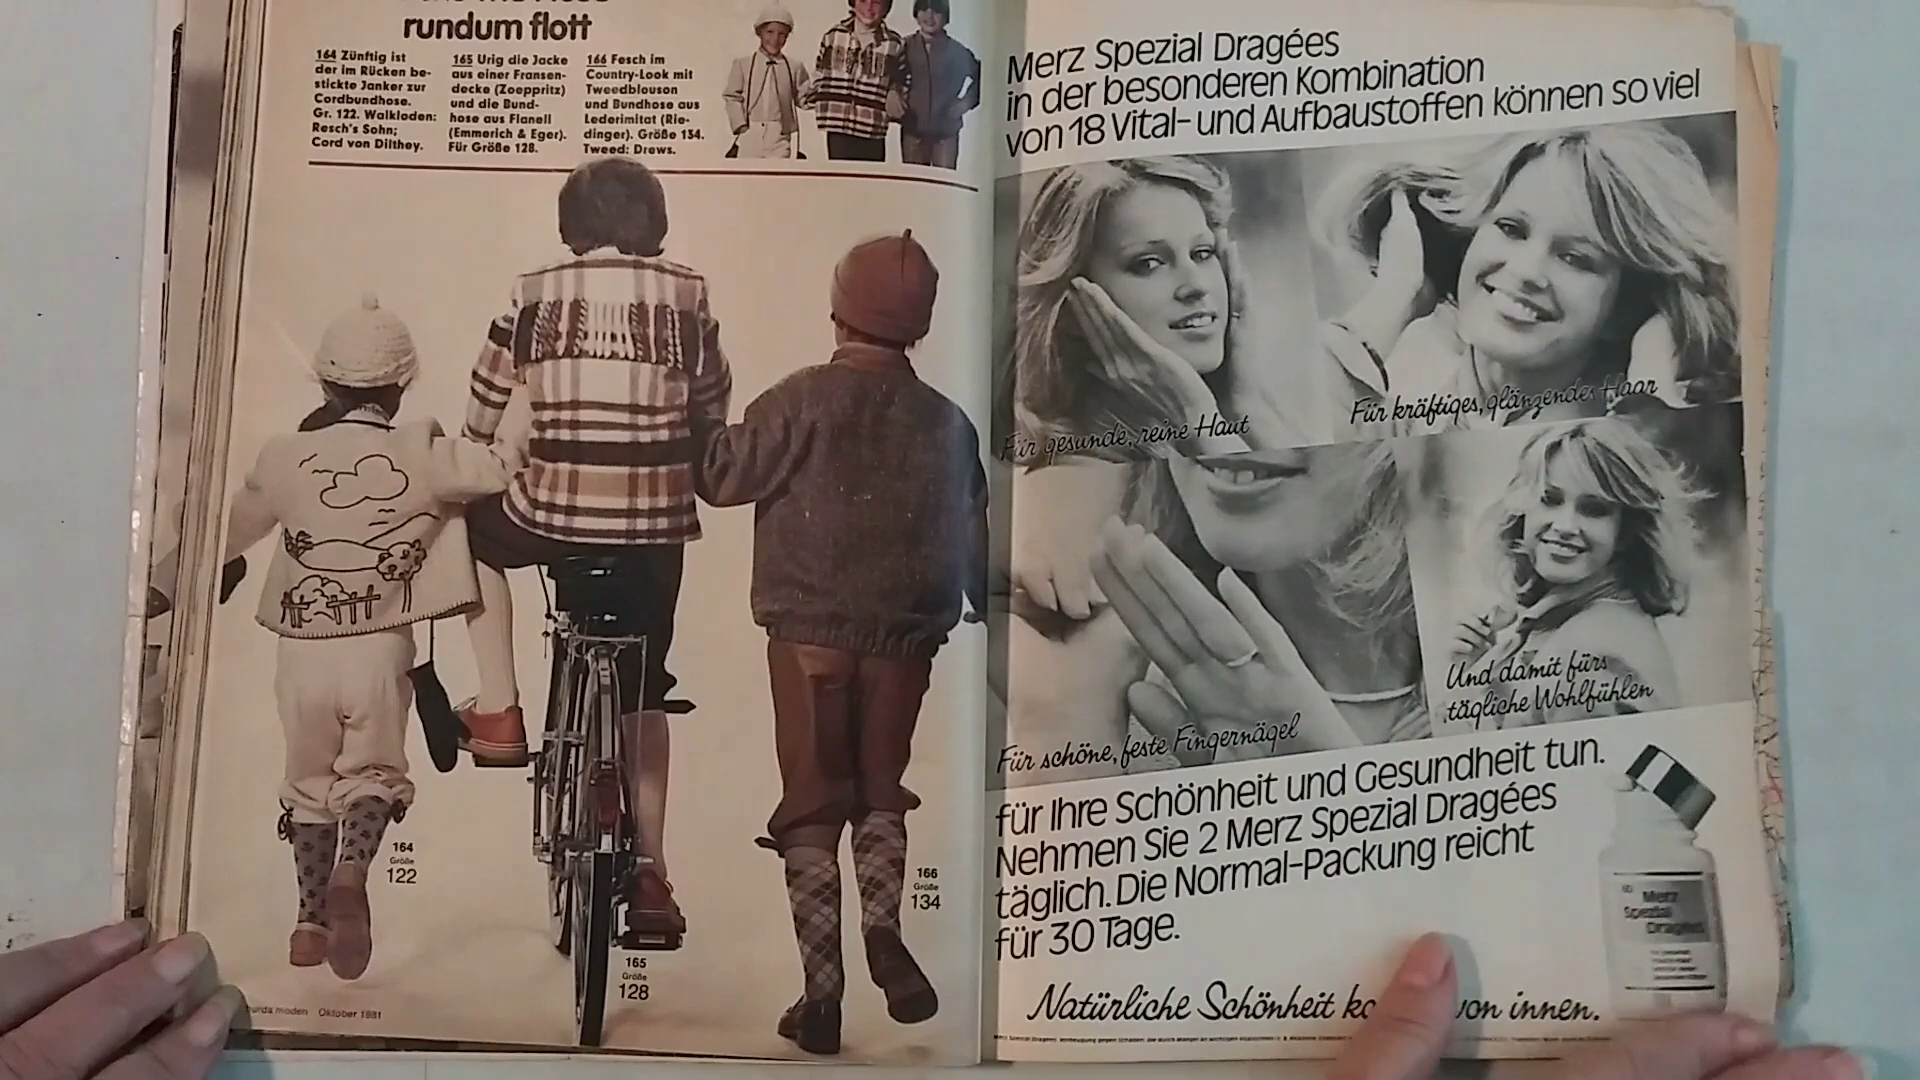 rundum flott
164 Zünftig ist
der im Rücken be-
stickte Janker zur
Cordbundhose.
Gr. 122. Walkloden:
Resch's Sohn;
Cord von Dilthey.
165 Urig die Jacke
aus einer Fransen-
decke (Zoeppritz)
und die Bund-
hose aus Flanell
(Emmerich & Eger).
Für Größe 128.
166 Fesch im
Country-Look mit
Tweedblouson
und Bundhose aus
Lederimitat (Rie-
dinger). Größe 134.
Tweed: Drews.
164
Größe
122
165
Größe
128
166
Größe
134
burda moden Oktober 1981
Merz Spezial Dragées
in der besonderen Kombination
von 18 Vital- und Aufbaustoffen können so viel
Für gesunde, reine Haut
Für kräftiges, glänzendes Haar
Für schöne, feste Fingernägel
Und damit fürs
tägliche Wohlfühlen
für Ihre Schönheit und Gesundheit tun.
Nehmen Sie 2 Merz Spezial Dragées
täglich. Die Normal-Packung reicht
für 30 Tage.
Merz
Spezial
Dragées
Natürliche Schönheit von innen.